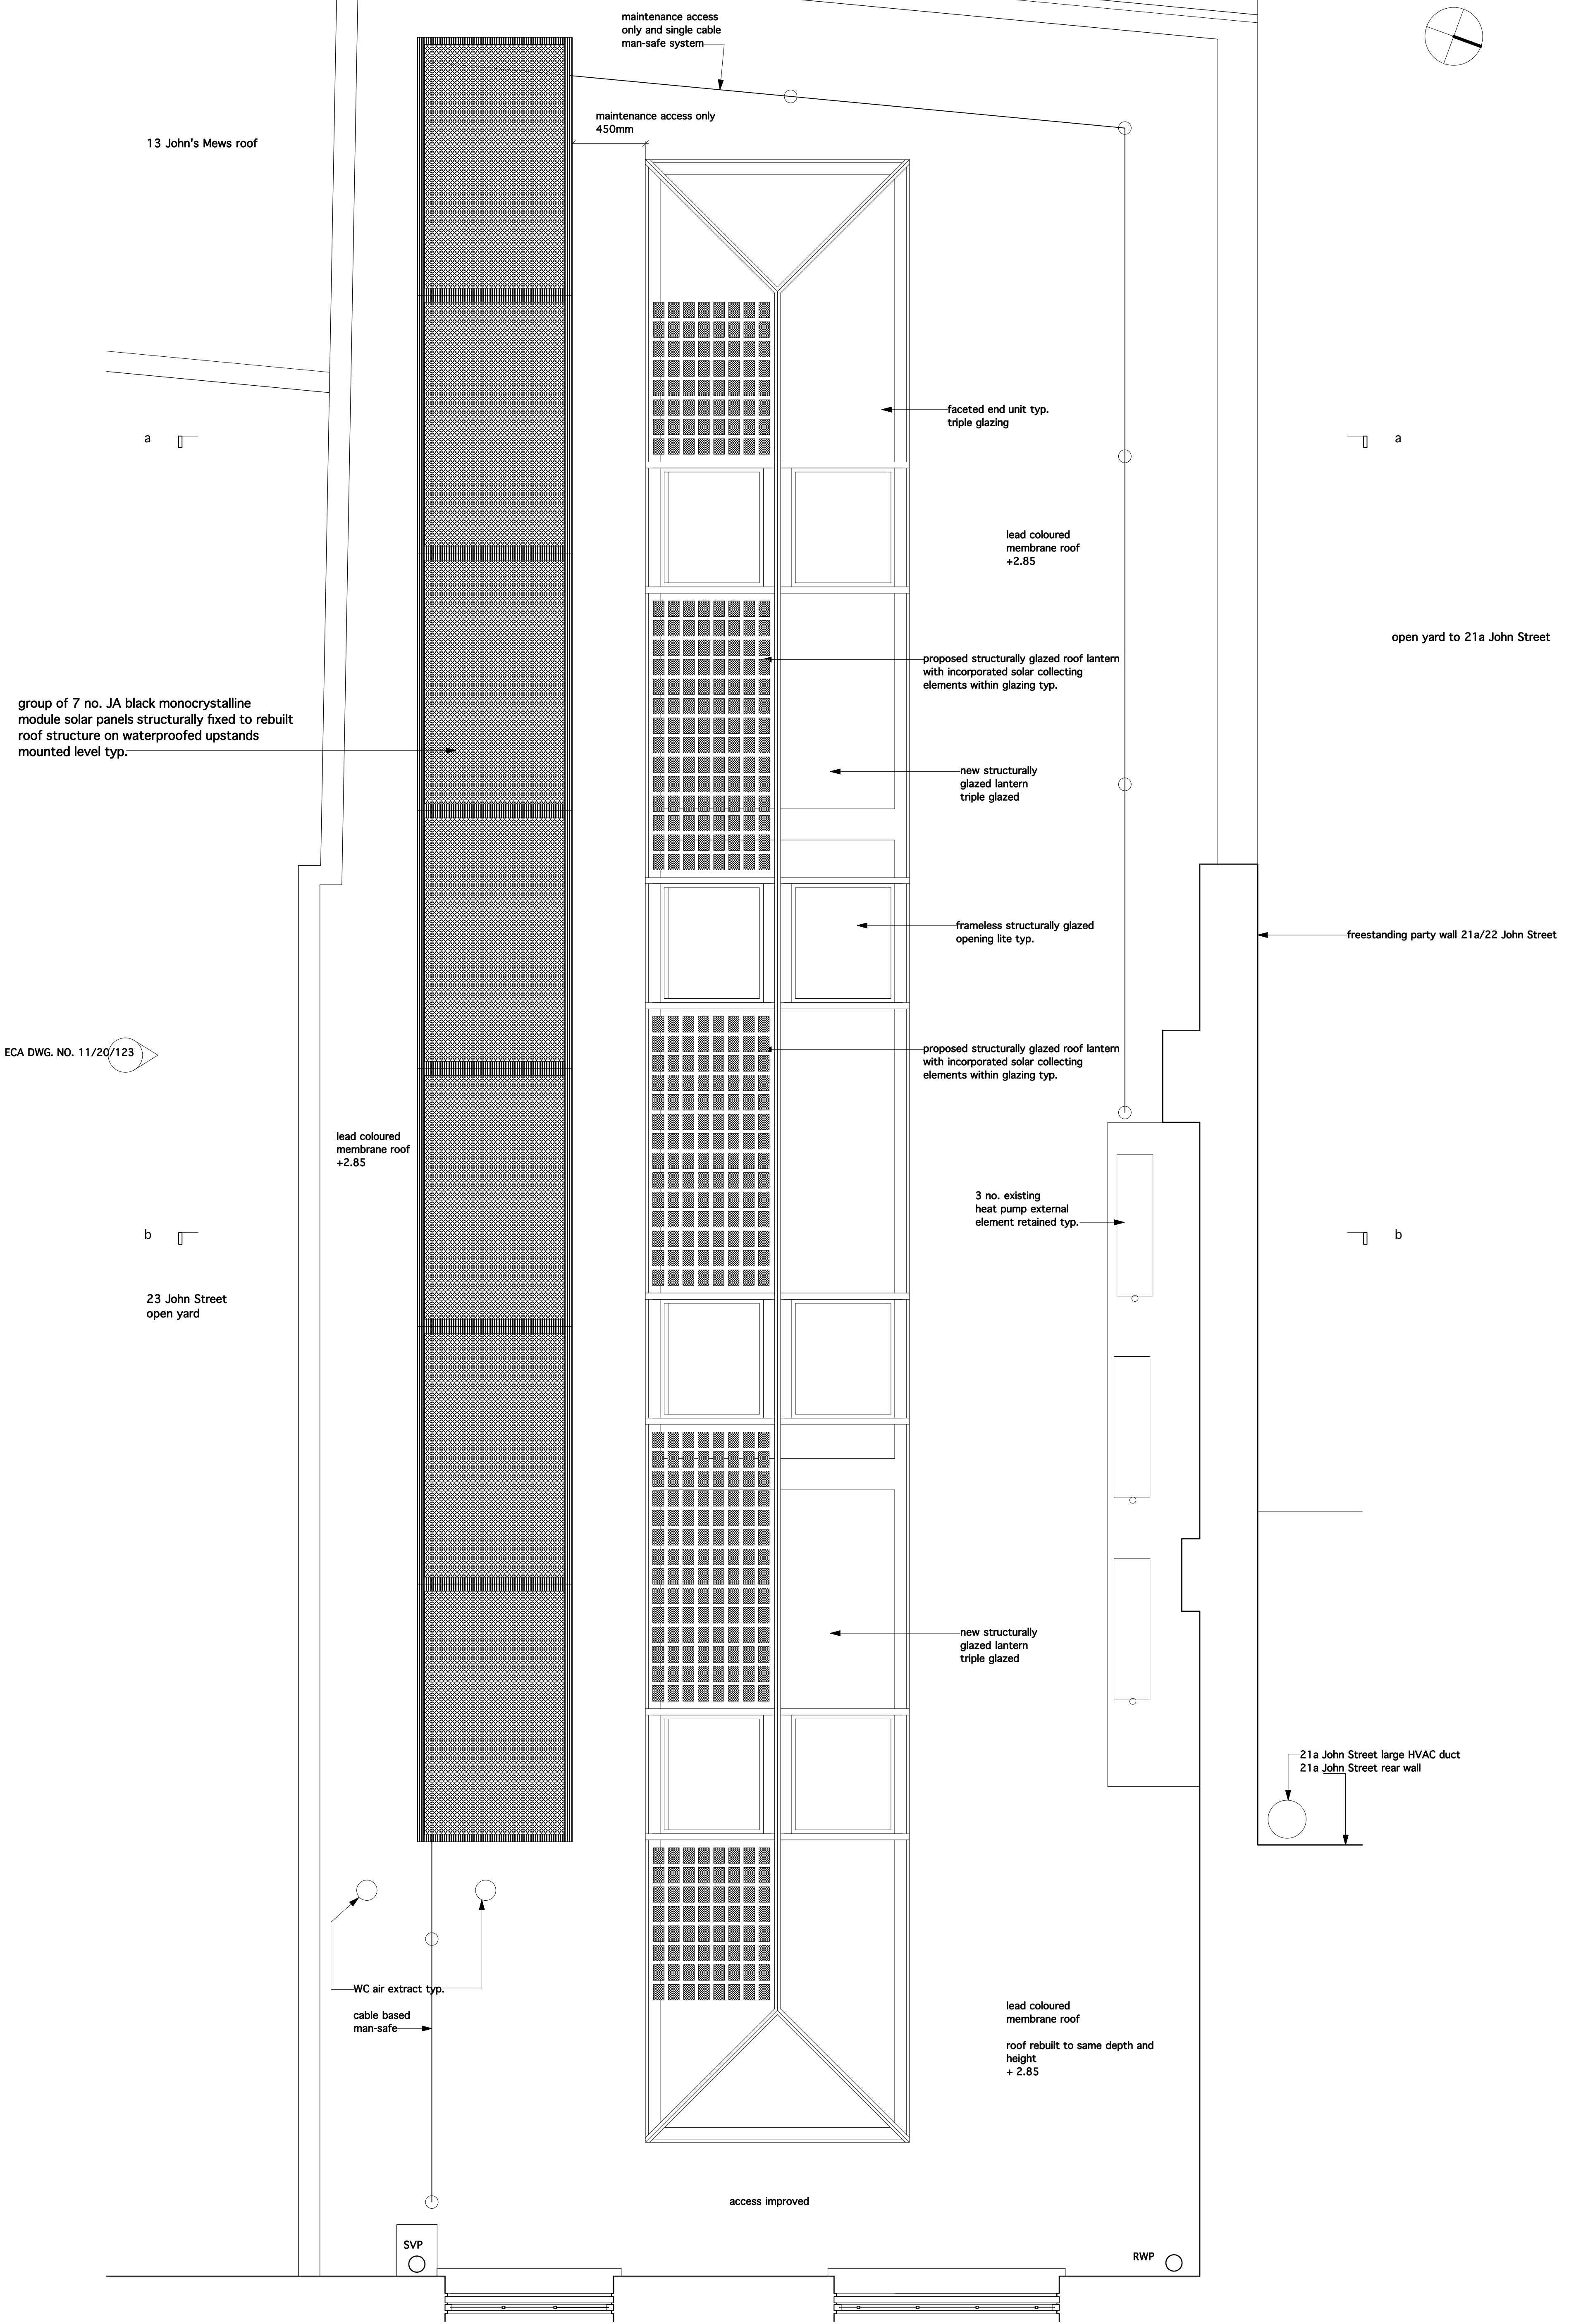 maintenance access
only and single cable
man-safe system
maintenance access only
450mm
13 John's Mews roof
faceted end unit typ.
triple glazing
a
a
lead coloured
membrane roof
+2.85
open yard to 21a John Street
proposed structurally glazed roof lantern
with incorporated solar collecting
elements within glazing typ.
group of 7 no. JA black monocrystalline
module solar panels structurally fixed to rebuilt
roof structure on waterproofed upstands
mounted level typ.
new structurally
glazed lantern
triple glazed
frameless structurally glazed
opening lite typ.
freestanding party wall 21a/22 John Street
ECA DWG. NO. 11/20/123
proposed structurally glazed roof lantern
with incorporated solar collecting
elements within glazing typ.
lead coloured
membrane roof
+2.85
3 no. existing
heat pump external
element retained typ.
b
b
23 John Street
open yard
new structurally
glazed lantern
triple glazed
21a John Street large HVAC duct
21a John Street rear wall
WC air extract typ.
cable based
man-safe
lead coloured
membrane roof
roof rebuilt to same depth and
height
+ 2.85
access improved
SVP
RWP